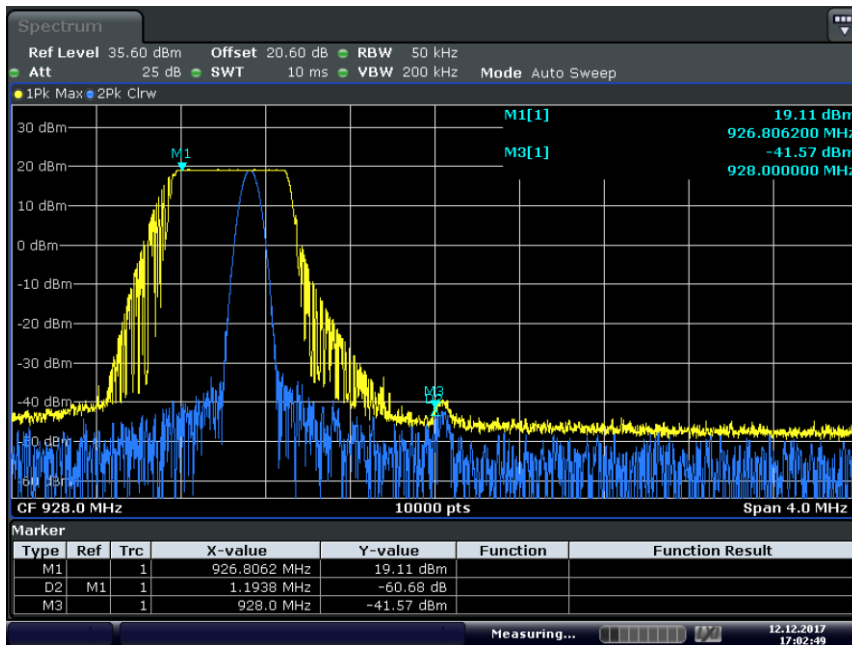 Spectrum
Ref Level 35.60 dBm Offset 20.60 dB RBW 50 kHz
Att 25 dB SWT 10 ms VBW 200 kHz Mode Auto Sweep
1Pk Max 2Pk Clrw
M1[1] 19.11 dBm
926.806200 MHz
M3[1] -41.57 dBm
928.000000 MHz
30 dBm
M1
20 dBm
10 dBm
0 dBm
-10 dBm
-20 dBm
-30 dBm
M3
-40 dBm
CF 928.0 MHz 10000 pts Span 4.0 MHz
Marker
Type Ref Trc X-value Y-value Function Function Result
M1 1 926.8062 MHz 19.11 dBm
D2 M1 1 1.1938 MHz -60.68 dB
M3 1 928.0 MHz -41.57 dBm
Measuring... 12.12.2017
17:02:49